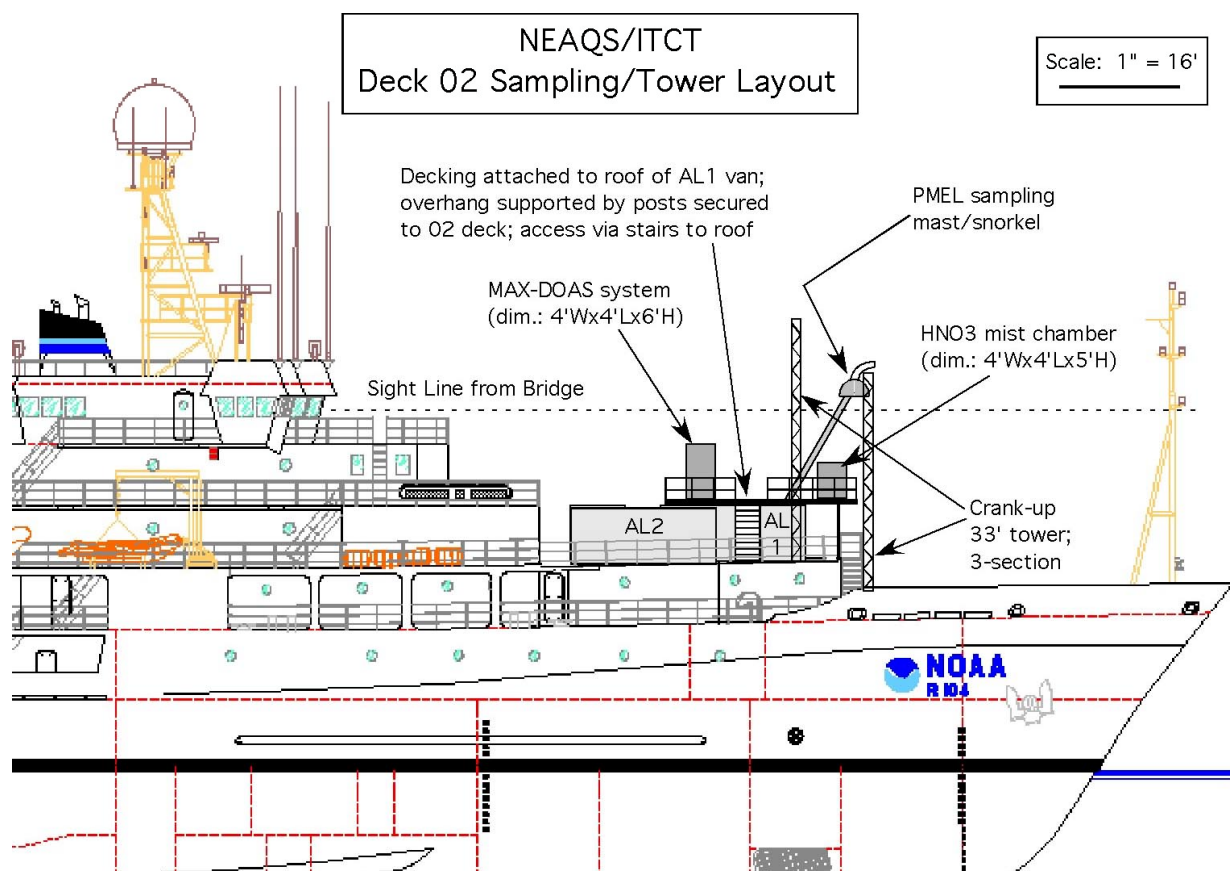 NEAQS/ITCT
Deck 02 Sampling/Tower Layout
Scale: 1" = 16'
Decking attached to roof of AL1 van;
overhang supported by posts secured
to 02 deck; access via stairs to roof
PMEL sampling
mast/snorkel
MAX-DOAS system
(dim.: 4'Wx4'Lx6'H)
HNO3 mist chamber
(dim.: 4'Wx4'Lx5'H)
Sight Line from Bridge
AL2
AL
1
Crank-up
33' tower;
3-section
NOAA
R 104